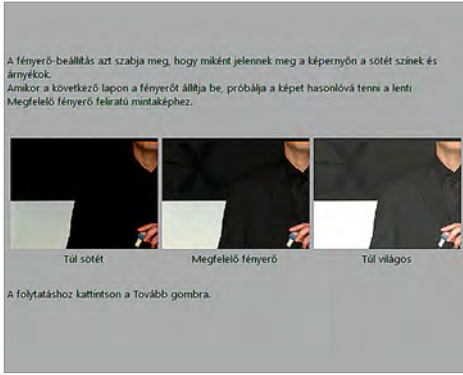 A fényerő-beállítás azt szabja meg, hogy miként jelennek meg a képernyőn a sötét színek és
árnyékok.
Amikor a következő lapon a fényerőt állítja be, próbálja a képet hasonlóvá tenni a lenti
Megfelelő fényerő feliratú mintaképhez.
Túl sötét
Megfelelő fényerő
Túl világos
A folytatáshoz kattintson a Tovább gombra.